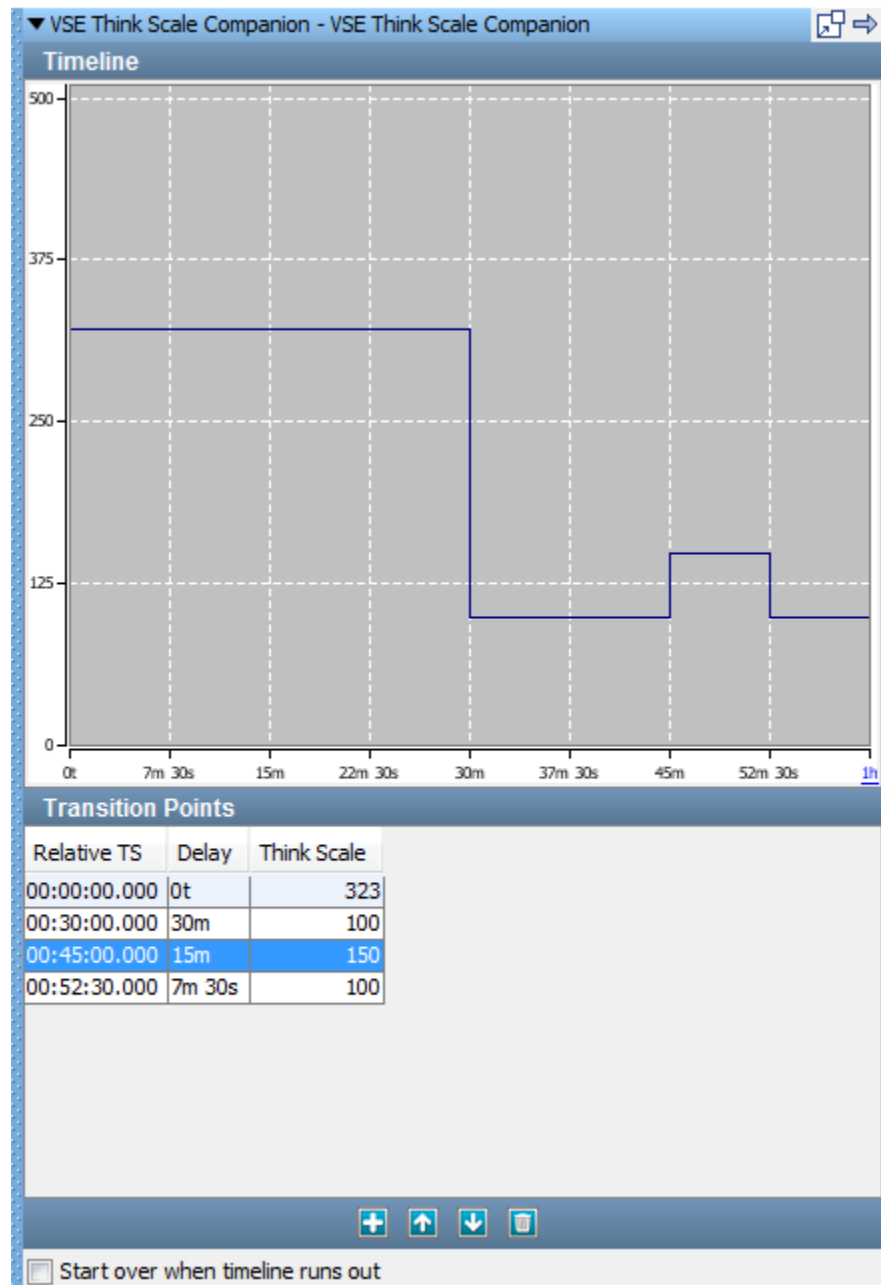 VSE Think Scale Companion - VSE Think Scale Companion
Timeline
500
375
250
125
0
0t 7m 30s 15m 22m 30s 30m 37m 30s 45m 52m 30s 1h
Transition Points
Relative TS Delay Think Scale
00:00:00.000 0t 323
00:30:00.000 30m 100
00:45:00.000 15m 150
00:52:30.000 7m 30s 100
Start over when timeline runs out